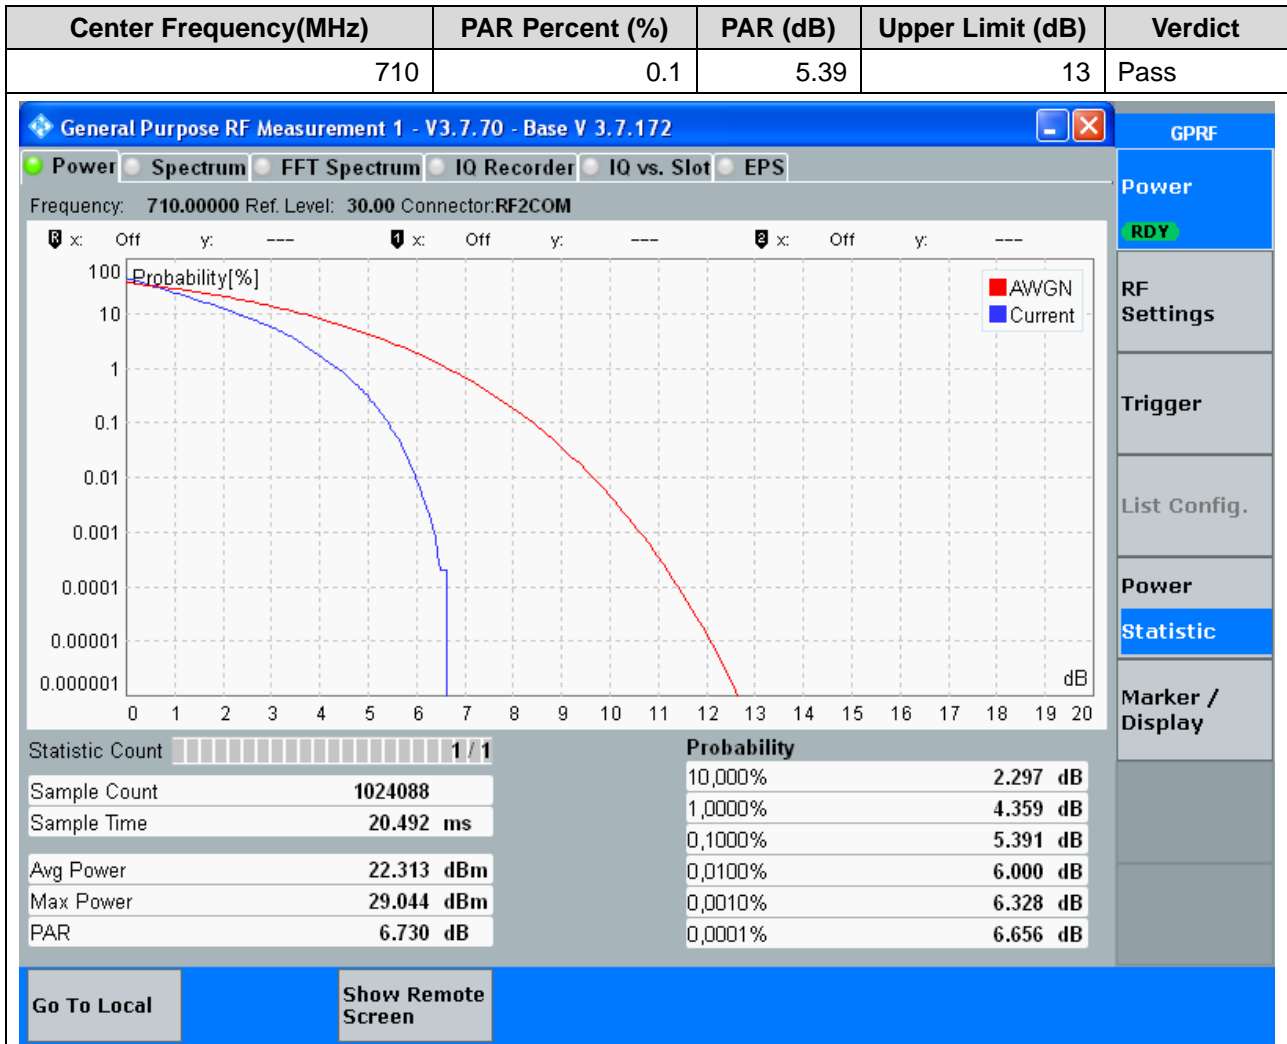 Center Frequency(MHz) PAR Percent (%) PAR (dB) Upper Limit (dB) Verdict
710 0.1 5.39 13 Pass
General Purpose RF Measurement 1 - V3.7.70 - Base V 3.7.172
GPRF
Power Spectrum FFT Spectrum IQ Recorder IQ vs. Slot EPS
Power
RDY
Frequency: 710.00000 Ref. Level: 30.00 Connector:RF2COM
R x: Off y: --- 1 x: Off y: --- 2 x: Off y: ---
Probability[%]
AWGN
Current
100
10
1
0.1
0.01
0.001
0.0001
0.00001
0.000001
dB
0 1 2 3 4 5 6 7 8 9 10 11 12 13 14 15 16 17 18 19 20
RF
Settings
Trigger
List Config.
Power
Statistic
Marker /
Display
Statistic Count 1 / 1
Sample Count 1024088
Sample Time 20.492 ms
Avg Power 22.313 dBm
Max Power 29.044 dBm
PAR 6.730 dB
Probability
10,000% 2.297 dB
1,0000% 4.359 dB
0,1000% 5.391 dB
0,0100% 6.000 dB
0,0010% 6.328 dB
0,0001% 6.656 dB
Go To Local
Show Remote
Screen